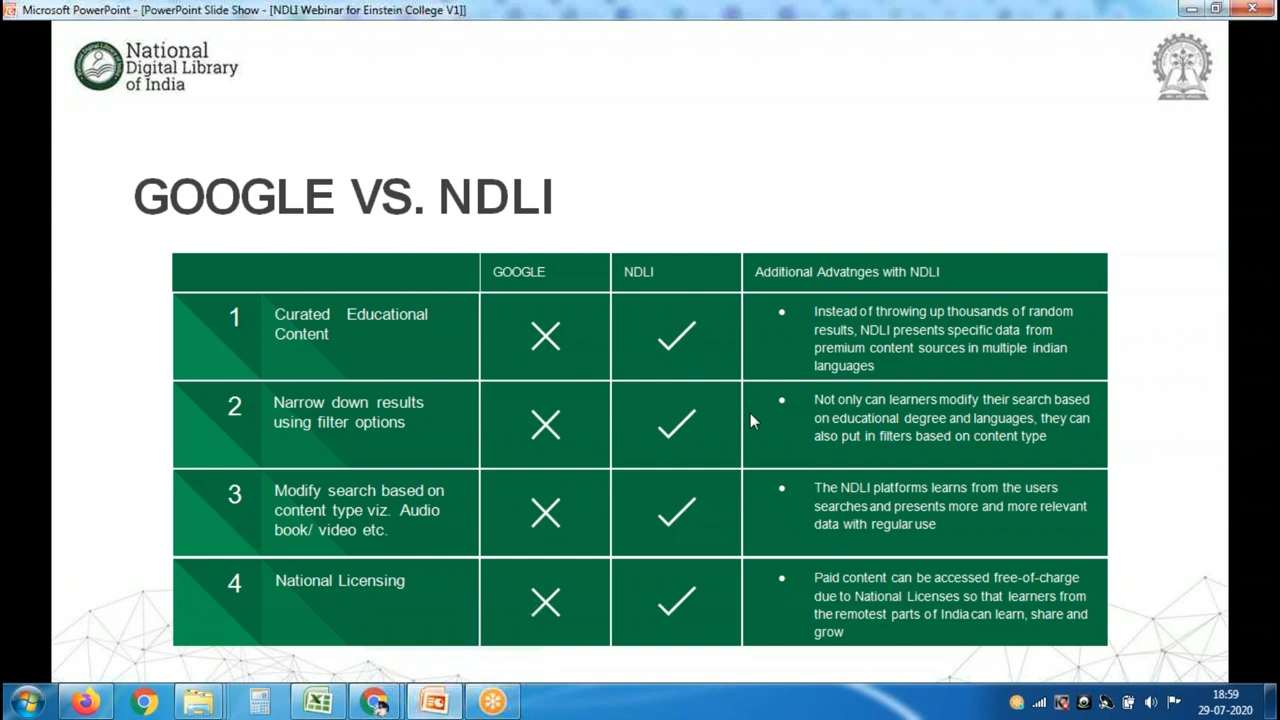 Microsoft PowerPoint - [PowerPoint Slide Show - [NDLI Webinar for Einstein College V1]]
National
Digital Library
of India
GOOGLE VS. NDLI
GOOGLE
NDLI
Additional Advatnges with NDLI
1
Curated Educational
Content
Instead of throwing up thousands of random
results, NDLI presents specific data from
premium content sources in multiple indian
languages
2
Narrow down results
using filter options
Not only can learners modify their search based
on educational degree and languages, they can
also put in filters based on content type
3
Modify search based on
content type viz. Audio
book/ video etc.
The NDLI platforms learns from the users
searches and presents more and more relevant
data with regular use
4
National Licensing
Paid content can be accessed free-of-charge
due to National Licenses so that learners from
the remotest parts of India can learn, share and
grow
18:59
29-07-2020